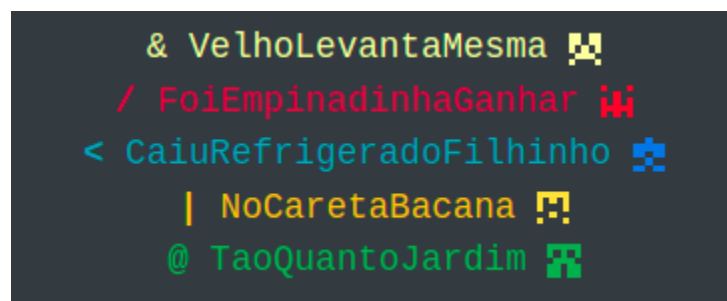 & VelhoLevantaMesma
/ FoiEmpinadinhaGanhar
< CaiuRefrigeradoFilhinho
| NoCaretaBacana
@ TaoQuantoJardim